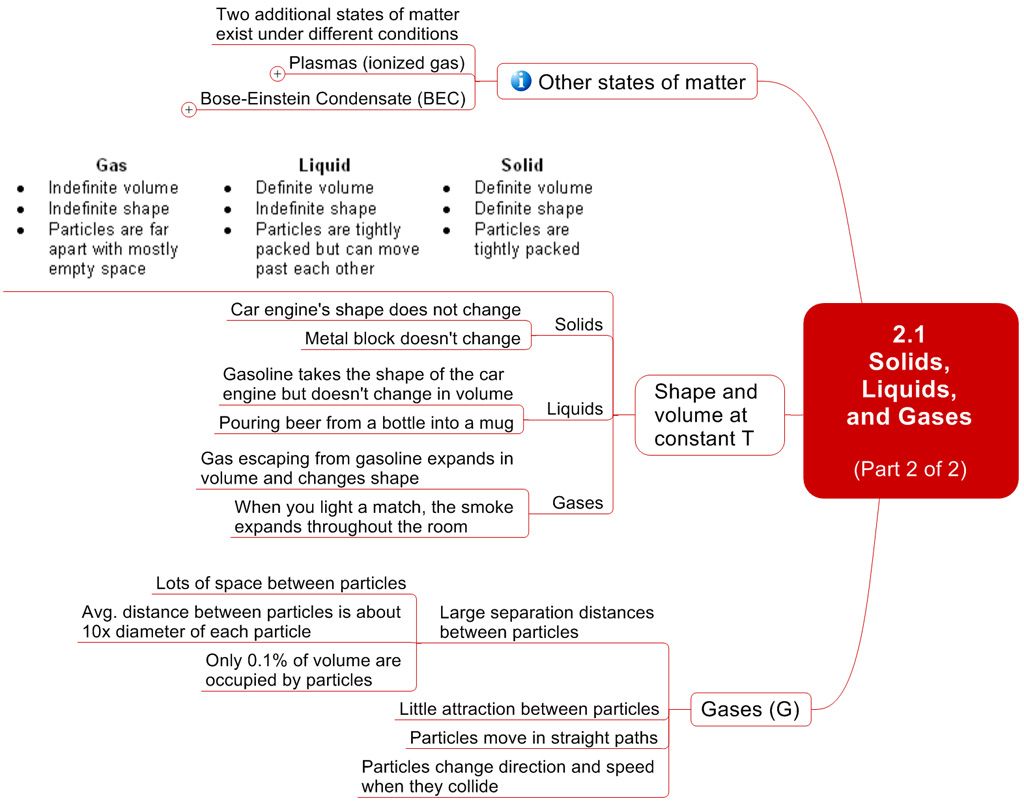 Two additional states of matter
exist under different conditions
Plasmas (ionized gas)
Bose-Einstein Condensate (BEC)
Other states of matter
Gas
• Indefinite volume
• Indefinite shape
• Particles are far
apart with mostly
empty space
Liquid
• Definite volume
• Indefinite shape
• Particles are tightly
packed but can move
past each other
Solid
• Definite volume
• Definite shape
• Particles are
tightly packed
Car engine's shape does not change
Metal block doesn't change
Solids
Gasoline takes the shape of the car
engine but doesn't change in volume
Pouring beer from a bottle into a mug
Liquids
Gas escaping from gasoline expands in
volume and changes shape
When you light a match, the smoke
expands throughout the room
Gases
Shape and
volume at
constant T
2.1
Solids,
Liquids,
and Gases
(Part 2 of 2)
Lots of space between particles
Avg. distance between particles is about
10x diameter of each particle
Only 0.1% of volume are
occupied by particles
Large separation distances
between particles
Little attraction between particles
Particles move in straight paths
Particles change direction and speed
when they collide
Gases (G)